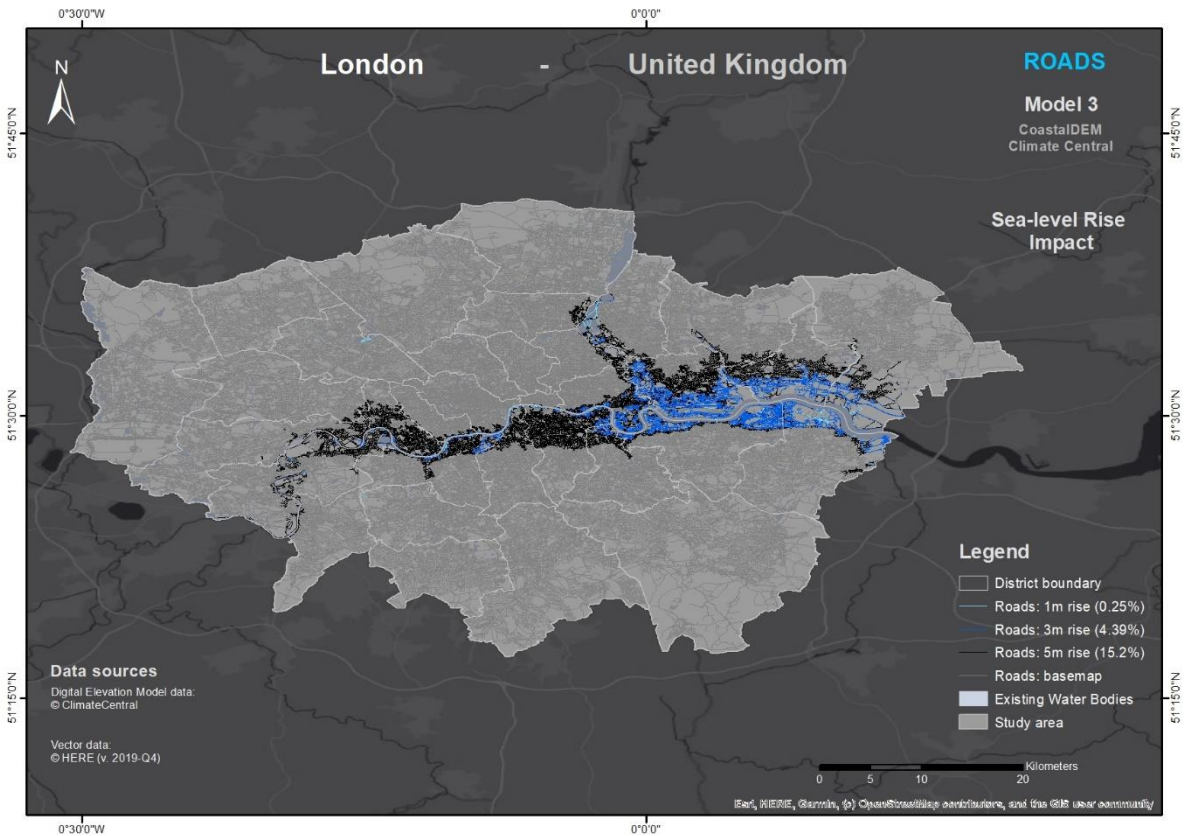 0°30'0"W
0°0'0"
London - United Kingdom
ROADS
N
Model 3
CoastalDEM
Climate Central
51°45'0"N
51°45'0"N
Sea-level Rise
Impact
51°30'0"N
51°30'0"N
Legend
District boundary
Roads: 1m rise (0.25%)
Roads: 3m rise (4.39%)
Roads: 5m rise (15.2%)
Roads: basemap
Existing Water Bodies
Study area
Data sources
Digital Elevation Model data:
© ClimateCentral
Vector data:
© HERE (v. 2019-Q4)
51°15'0"N
51°15'0"N
Kilometers
0 5 10 20
Esri, HERE, Garmin, (c) OpenStreetMap contributors, and the GIS user community
0°30'0"W
0°0'0"